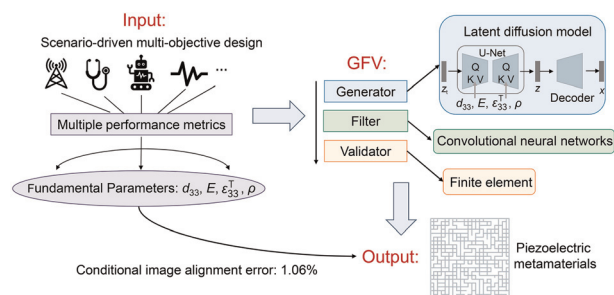 Input:
Scenario-driven multi-objective design
...
Multiple performance metrics
Fundamental Parameters: d₃₃, E, ε₃₃ᵀ, ρ
Conditional image alignment error: 1.06%
GFV:
Generator
Filter
Validator
Latent diffusion model
U-Net
Q
K V
Q
K V
zₜ
d₃₃, E, ε₃₃ᵀ, ρ
z
Decoder
x
Convolutional neural networks
Finite element
Output:
Piezoelectric
metamaterials